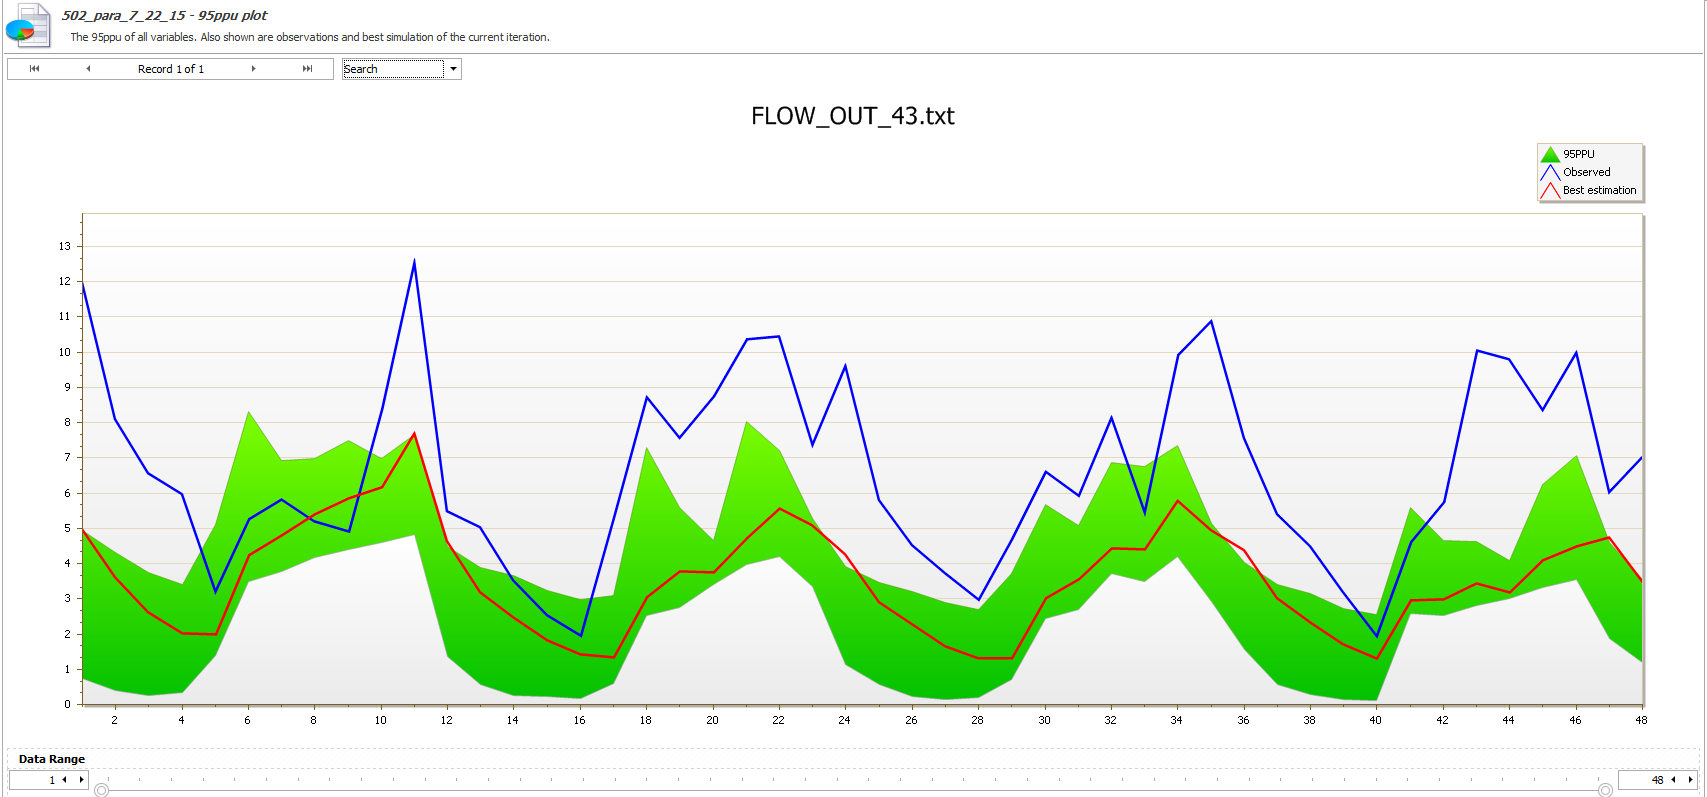 502_para_7_22_15 - 95ppu plot
The 95ppu of all variables. Also shown are observations and best simulation of the current iteration.
Record 1 of 1
Search
FLOW_OUT_43.txt
95PPU
Observed
Best estimation
13
12
11
10
9
8
7
6
5
4
3
2
1
0
2 4 6 8 10 12 14 16 18 20 22 24 26 28 30 32 34 36 38 40 42 44 46 48
Data Range
1 48